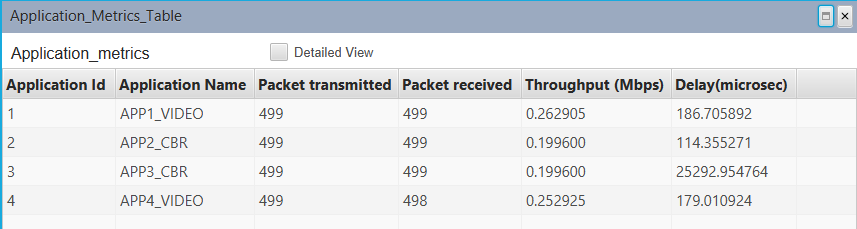 Application_Metrics_Table
Application_metrics Detailed View
Application Id Application Name Packet transmitted Packet received Throughput (Mbps) Delay(microsec)
1 APP1_VIDEO 499 499 0.262905 186.705892
2 APP2_CBR 499 499 0.199600 114.355271
3 APP3_CBR 499 499 0.199600 25292.954764
4 APP4_VIDEO 499 498 0.252925 179.010924